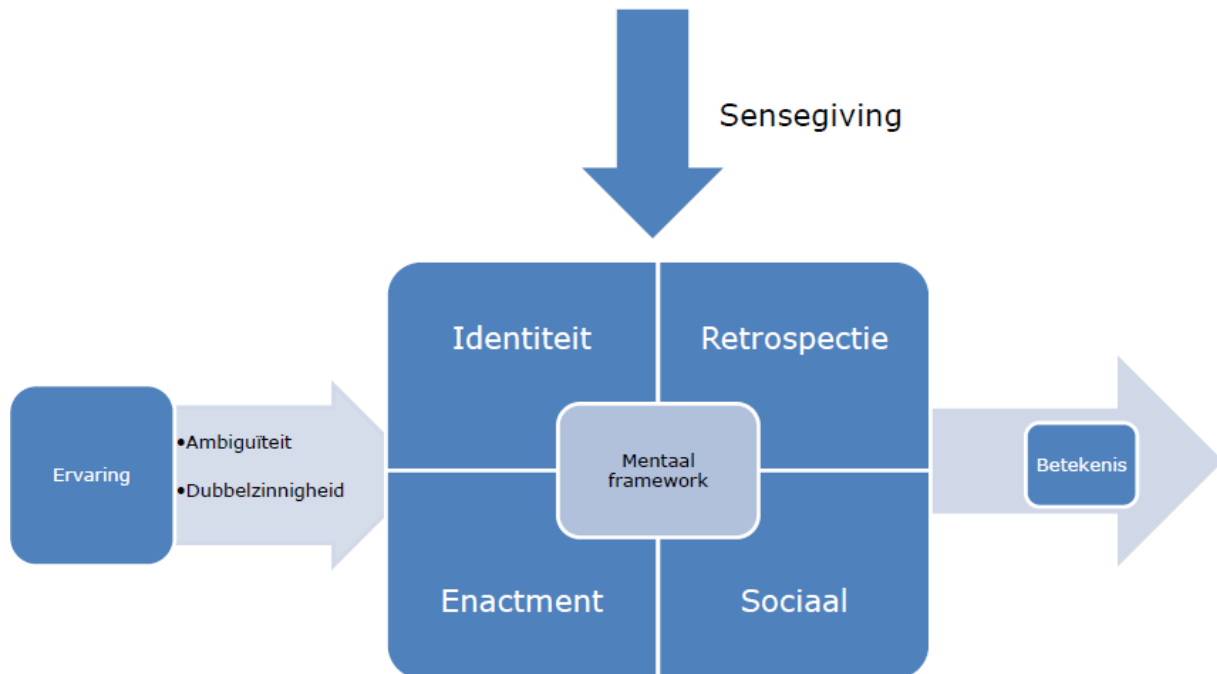 Sensegiving
Identiteit
Retrospectie
Ervaring
•Ambiguïteit
•Dubbelzinnigheid
Mentaal
framework
Betekenis
Enactment
Sociaal